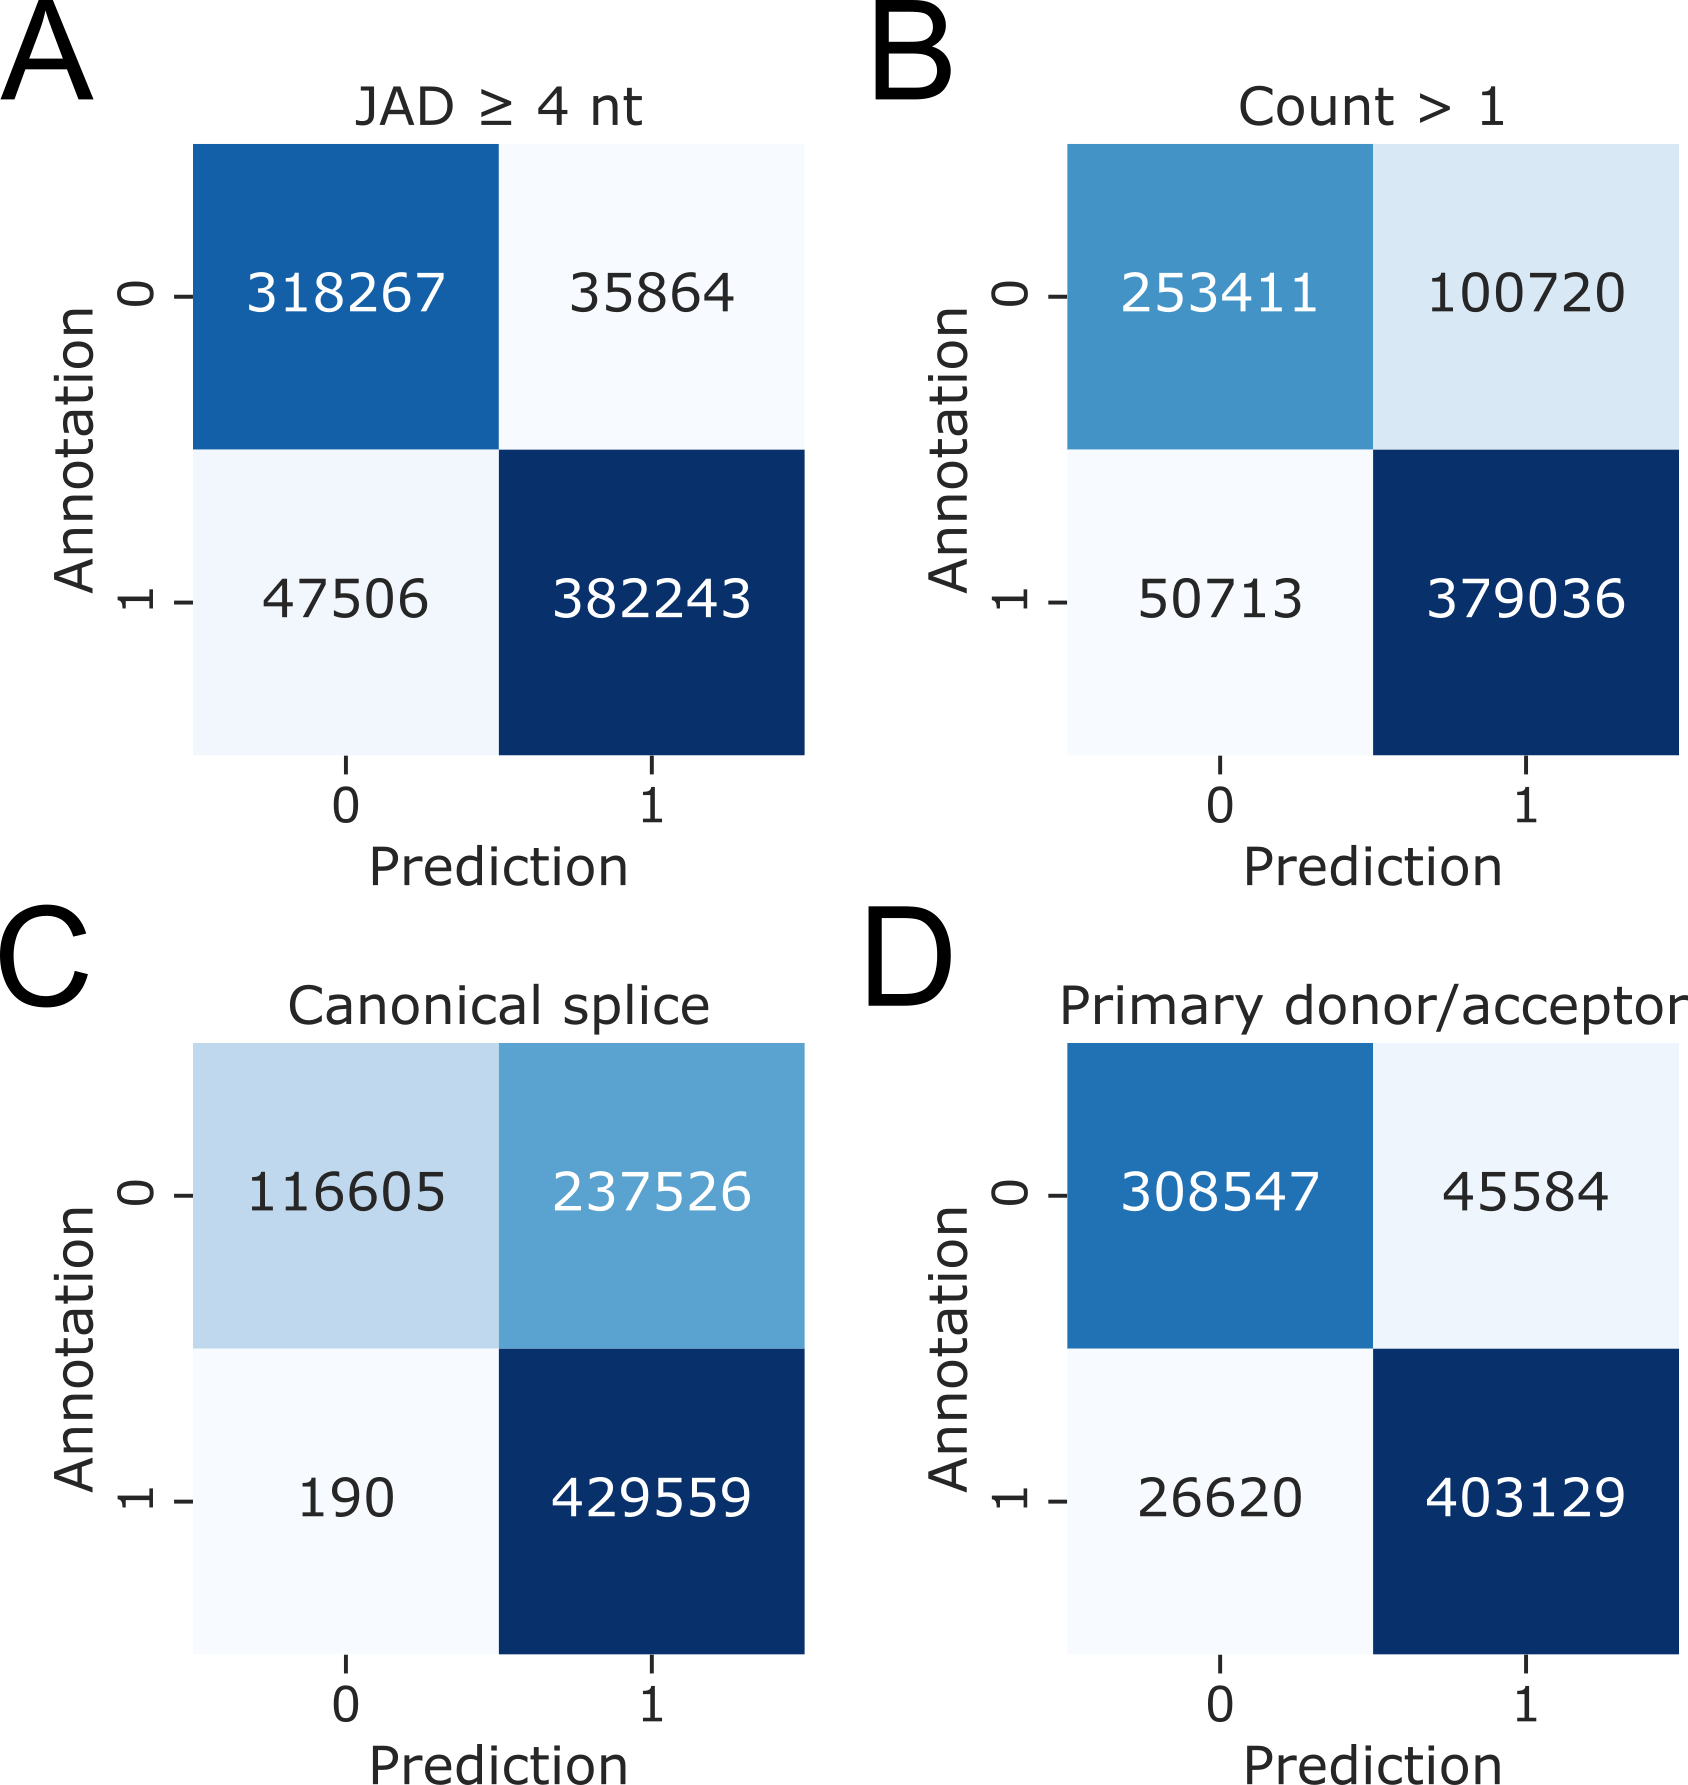 A
JAD ≥ 4 nt
0
318267
35864
Annotation
1
47506
382243
0
1
Prediction
B
Count > 1
0
253411
100720
Annotation
1
50713
379036
0
1
Prediction
C
Canonical splice
0
116605
237526
Annotation
1
190
429559
0
1
Prediction
D
Primary donor/acceptor
0
308547
45584
Annotation
1
26620
403129
0
1
Prediction